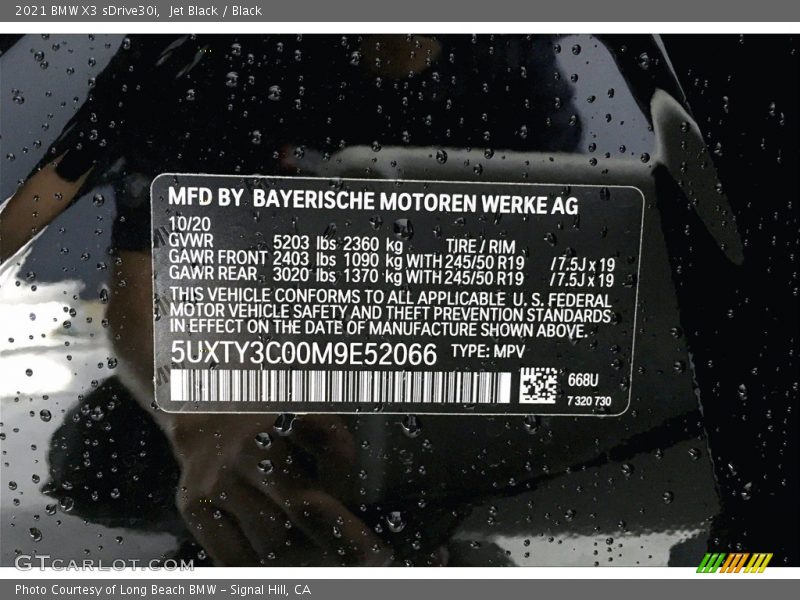 2021 BMW X3 sDrive30i, Jet Black / Black
MFD BY BAYERISCHE MOTOREN WERKE AG
10/20
GVWR 5203 lbs 2360 kg TIRE / RIM
GAWR FRONT 2403 lbs 1090 kg WITH 245/50 R19 / 7.5J x 19
GAWR REAR 3020 lbs 1370 kg WITH 245/50 R19 / 7.5J x 19
THIS VEHICLE CONFORMS TO ALL APPLICABLE U. S. FEDERAL
MOTOR VEHICLE SAFETY AND THEFT PREVENTION STANDARDS
IN EFFECT ON THE DATE OF MANUFACTURE SHOWN ABOVE.
5UXTY3C00M9E52066 TYPE: MPV
668U
7 320 730
GTCARLOT.COM
Photo Courtesy of Long Beach BMW - Signal Hill, CA